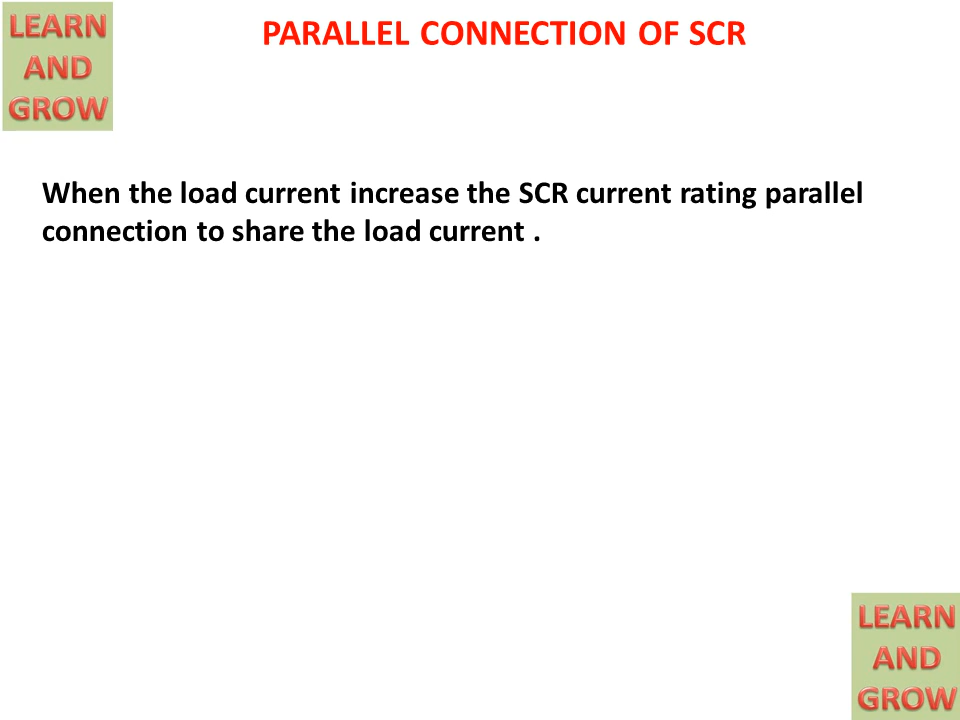 LEARN
AND
GROW
PARALLEL CONNECTION OF SCR
When the load current increase the SCR current rating parallel
connection to share the load current .
LEARN
AND
GROW